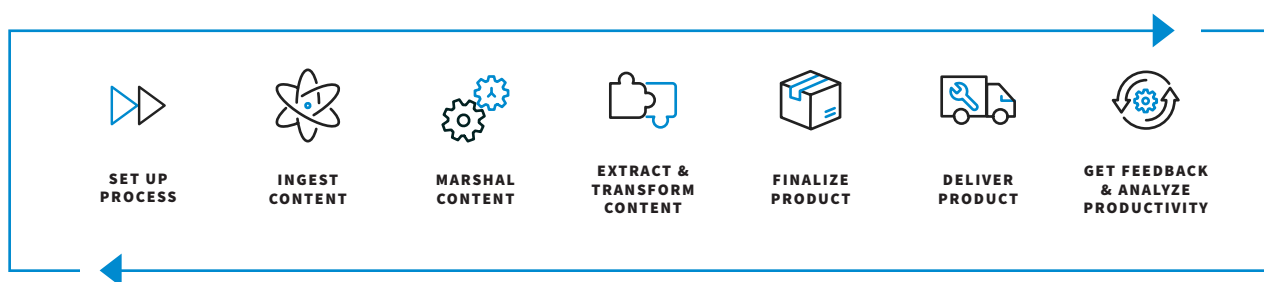 SET UP
PROCESS
INGEST
CONTENT
MARSHAL
CONTENT
EXTRACT &
TRANSFORM
CONTENT
FINALIZE
PRODUCT
DELIVER
PRODUCT
GET FEEDBACK
& ANALYZE
PRODUCTIVITY